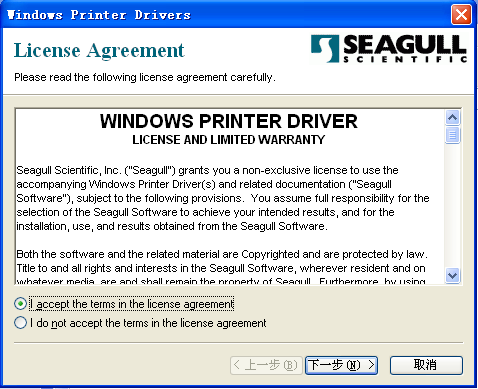 Windows Printer Drivers
License Agreement
SEAGULL
SCIENTIFIC
Please read the following license agreement carefully.
WINDOWS PRINTER DRIVER
LICENSE AND LIMITED WARRANTY
Seagull Scientific, Inc. ("Seagull") grants you a non-exclusive license to use the
accompanying Windows Printer Driver(s) and related documentation ("Seagull
Software"), subject to the following provisions. You assume full responsibility for the
selection of the Seagull Software to achieve your intended results, and for the
installation, use, and results obtained from the Seagull Software.
Both the software and the related material are Copyrighted and are protected by law.
Title to and all rights and interests in the Seagull Software, wherever resident and on
whatever media, are and shall remain the property of Seagull. Furthermore, by using
I accept the terms in the license agreement
I do not accept the terms in the license agreement
< 上一步(B) 下一步(N) > 取消